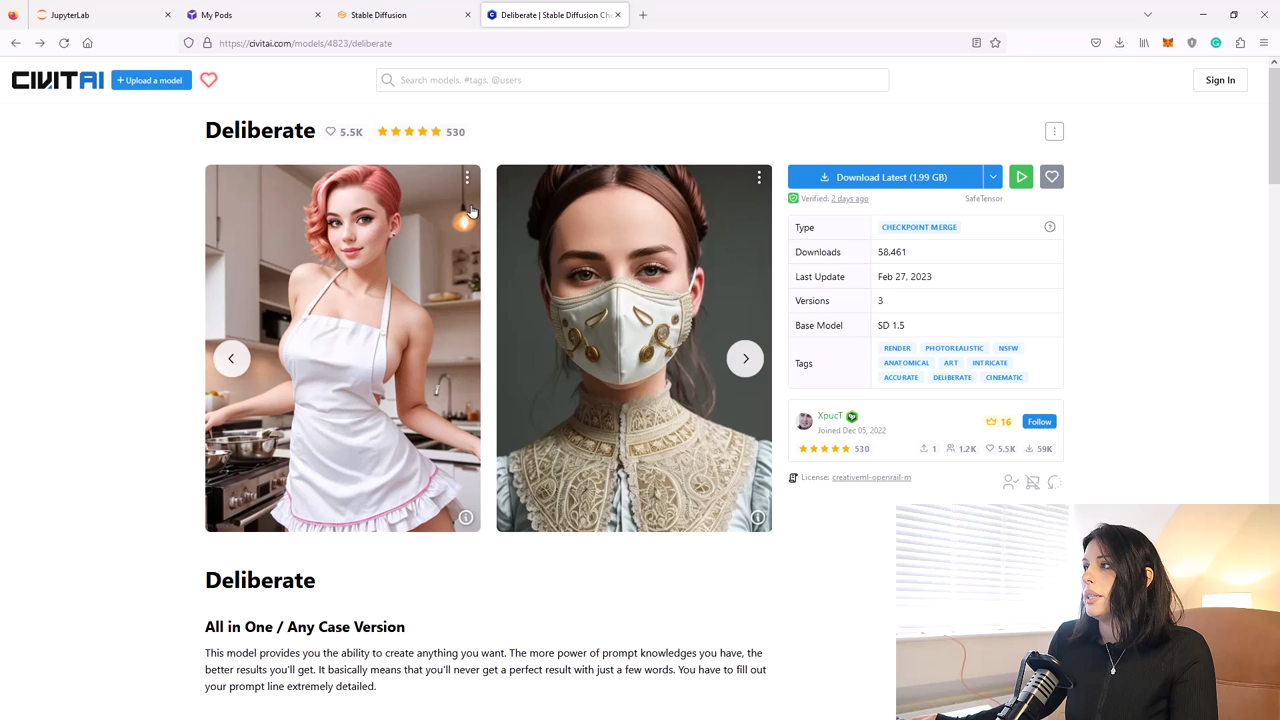 JupyterLab
My Pods
Stable Diffusion
Deliberate | Stable Diffusion Che
https://civitai.com/models/4823/deliberate
CIVITAI
Upload a model
Search models, #tags, @users
Sign In
Deliberate 5.5K 530
Download Latest (1.99 GB)
Verified: 2 days ago SafeTensor
Type CHECKPOINT MERGE
Downloads 58,461
Last Update Feb 27, 2023
Versions 3
Base Model SD 1.5
Tags RENDER PHOTOREALISTIC NSFW
ANATOMICAL ART INTRICATE
ACCURATE DELIBERATE CINEMATIC
XpucT 16 Follow
Joined Dec 05, 2022
530 1 1.2K 5.5K 59K
License: creativeml-openrail-m
Deliberate
All in One / Any Case Version
This model provides you the ability to create anything you want. The more power of prompt knowledges you have, the
better results you'll get. It basically means that you'll never get a perfect result with just a few words. You have to fill out
your prompt line extremely detailed.